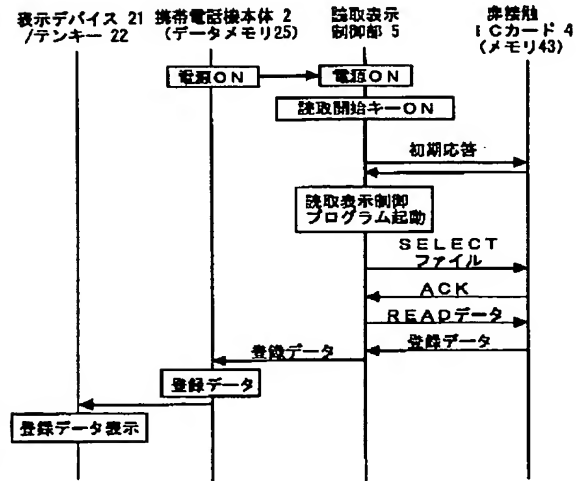 表示デバイス 21
/テンキー 22
携帯電話機本体 2
(データメモリ25)
読取表示
制御部 5
非接触
ICカード 4
(メモリ43)
電源ON
電源ON
読取開始キーON
初期応答
読取表示制御
プログラム起動
SELECT
ファイル
ACK
READデータ
登録データ
登録データ
登録データ
登録データ表示